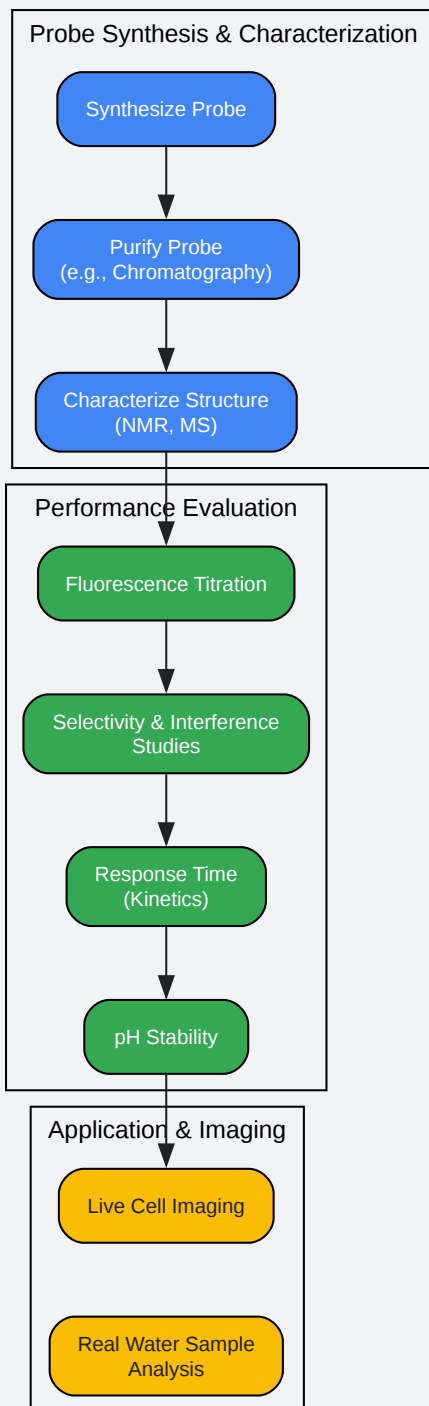 Probe Synthesis & Characterization
Synthesize Probe
Purify Probe
(e.g., Chromatography)
Characterize Structure
(NMR, MS)
Performance Evaluation
Fluorescence Titration
Selectivity & Interference
Studies
Response Time
(Kinetics)
pH Stability
Application & Imaging
Live Cell Imaging
Real Water Sample
Analysis